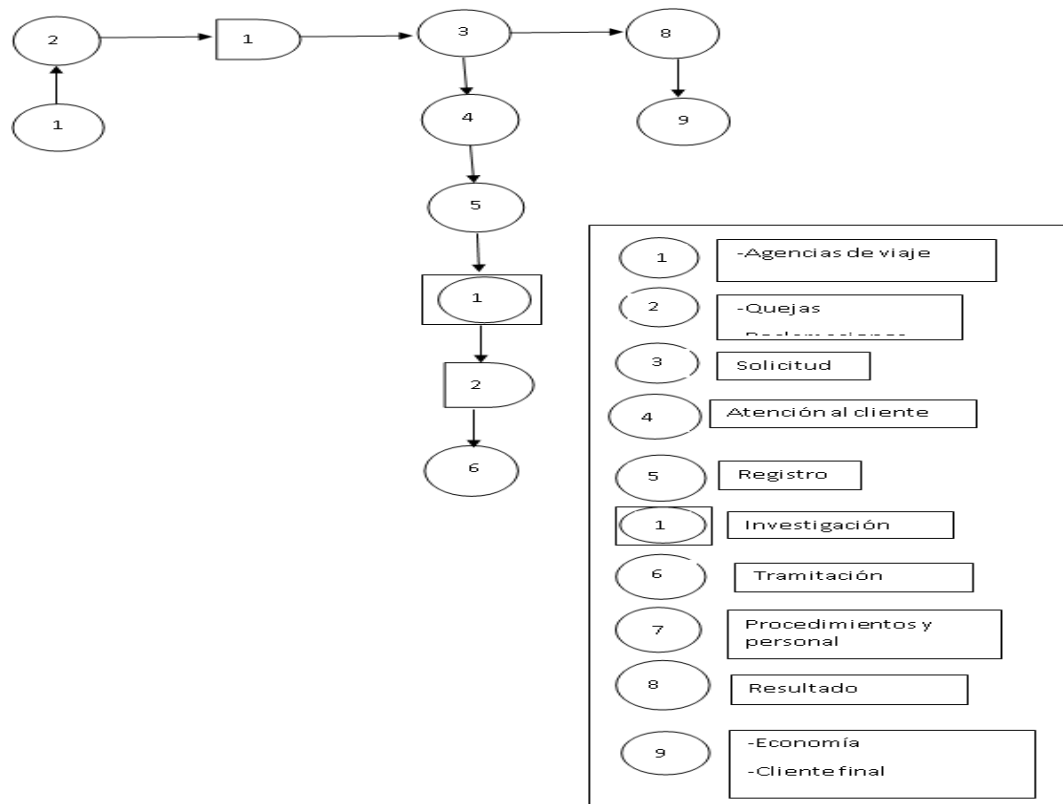 2
1
3
8
1
4
9
5
1
2
6
1
-Agencias de viaje
2
-Quejas
3
Solicitud
4
Atención al cliente
5
Registro
1
Investigación
6
Tramitación
7
Procedimientos y
personal
8
Resultado
9
-Economía
-Cliente final